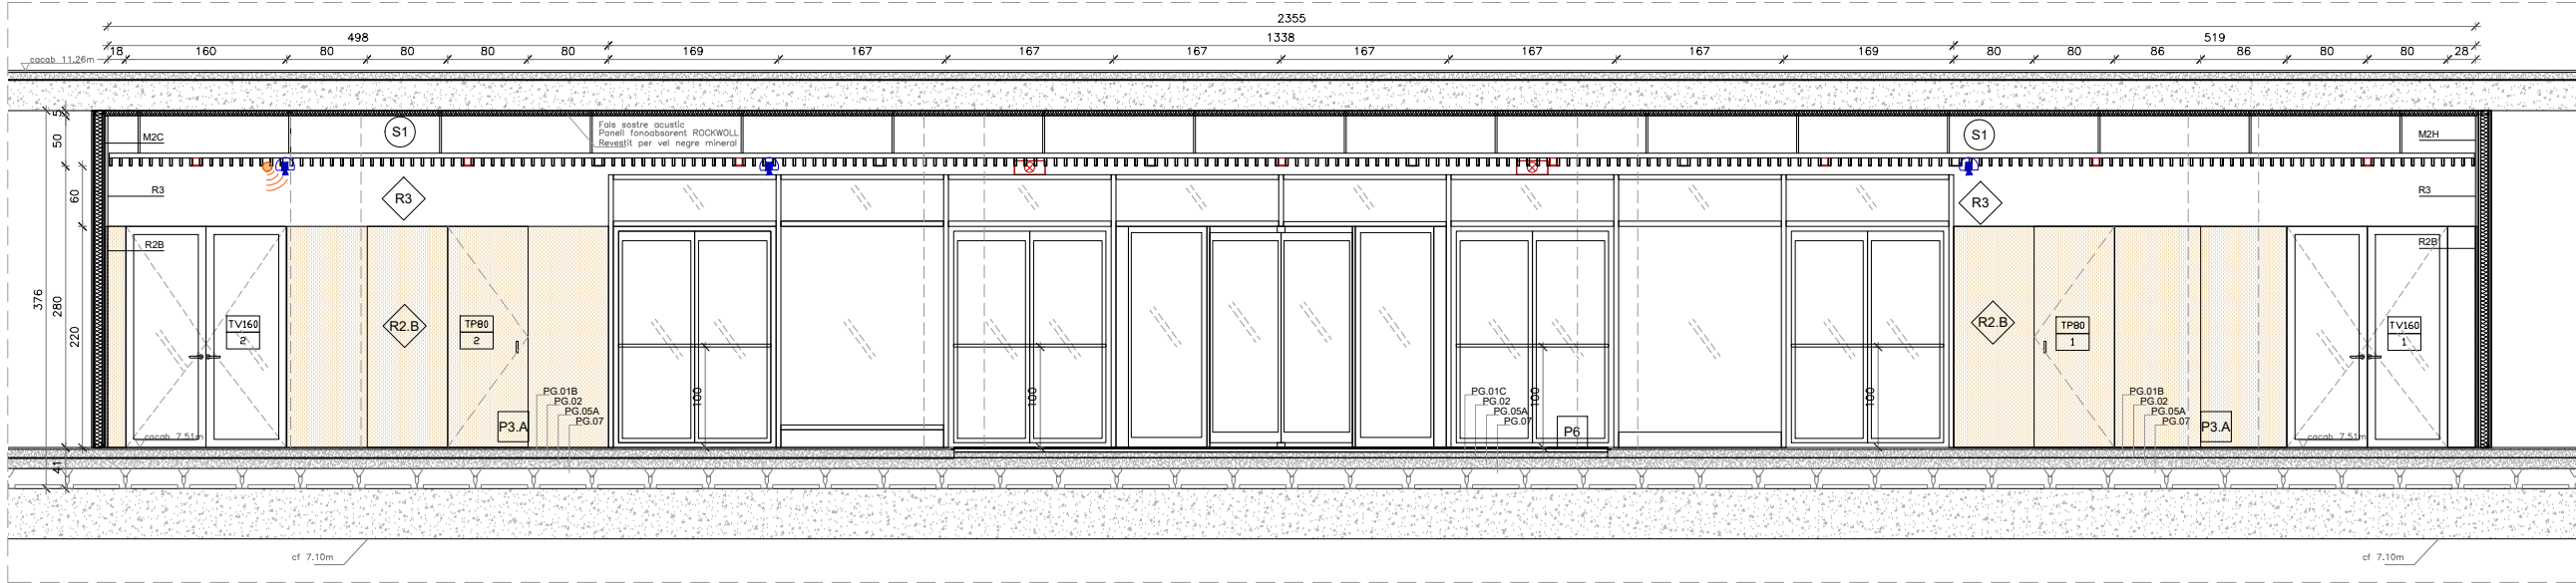 2355
498
1338
519
18
160
80
80
80
80
169
167
167
167
167
167
167
169
80
80
86
86
80
80
28
cacab 11.26m
5
50
60
376
280
220
41
M2C
S1
Fals sostre acustic
Panell fonoabsorent ROCKWOLL
Revestit per vel negre mineral
S1
M2H
R3
R3
R3
R3
R2B
R2.B
TV160
2
TP80
2
R2B
R2.B
TP80
1
TV160
1
100
100
100
100
PG.01B
PG.02
PG.05A
PG.07
P3.A
PG.01C
PG.02
PG.05A
PG.07
P6
PG.01B
PG.02
PG.05A
PG.07
P3.A
cacab 7.51m
cacab 7.51m
cf 7.10m
cf 7.10m